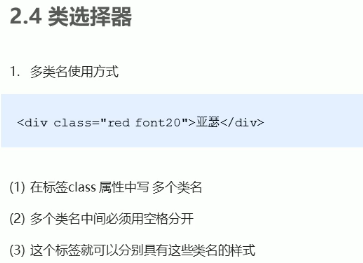 2.4 类选择器
1. 多类名使用方式
<div class="red font20">亚瑟</div>
(1) 在标签class 属性中写 多个类名
(2) 多个类名中间必须用空格分开
(3) 这个标签就可以分别具有这些类名的样式